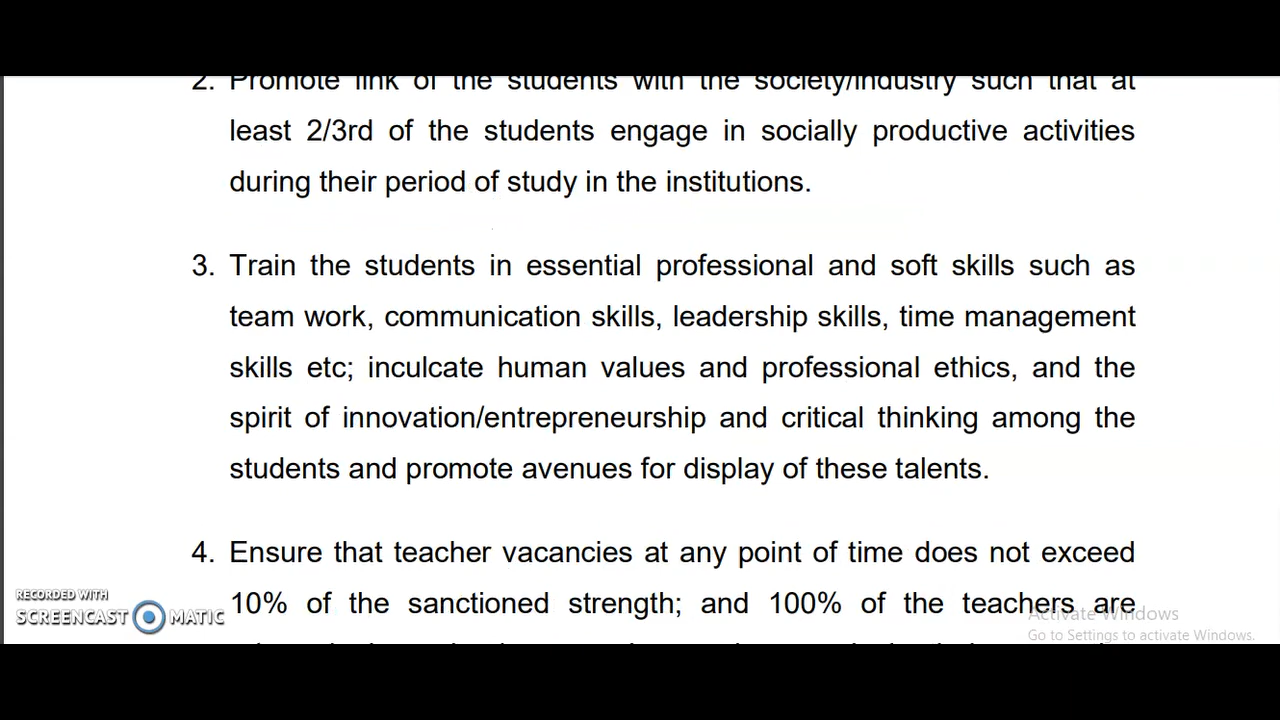 2. Promote link of the students with the society/industry such that at
least 2/3rd of the students engage in socially productive activities
during their period of study in the institutions.
3. Train the students in essential professional and soft skills such as
team work, communication skills, leadership skills, time management
skills etc; inculcate human values and professional ethics, and the
spirit of innovation/entrepreneurship and critical thinking among the
students and promote avenues for display of these talents.
4. Ensure that teacher vacancies at any point of time does not exceed
10% of the sanctioned strength; and 100% of the teachers are
RECORDED WITH
SCREENCAST MATIC
Activate Windows
Go to Settings to activate Windows.